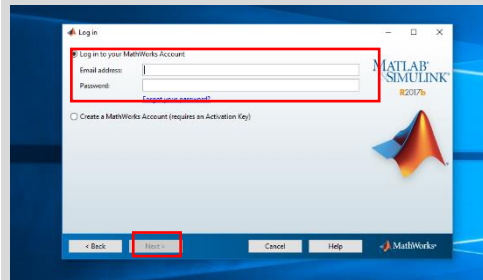 Log in
Log in to your MathWorks Account
Email address:
Password:
Forgot your password?
Create a MathWorks Account (requires an Activation Key)
MATLAB®
SIMULINK®
R2017b
< Back
Next >
Cancel
Help
MathWorks®